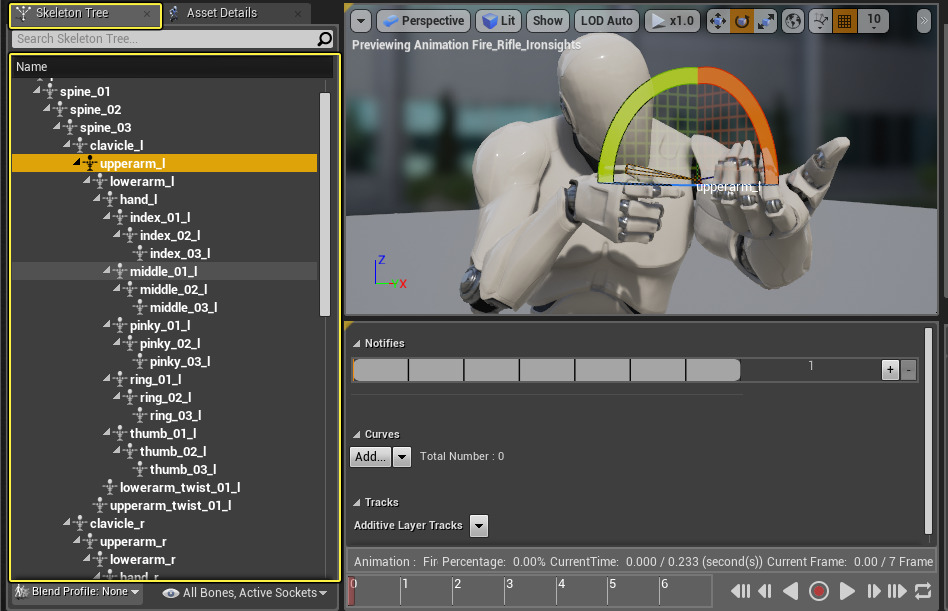 Skeleton Tree
Asset Details
Search Skeleton Tree...
Name
spine_01
spine_02
spine_03
clavicle_l
upperarm_l
lowerarm_l
hand_l
index_01_l
index_02_l
index_03_l
middle_01_l
middle_02_l
middle_03_l
pinky_01_l
pinky_02_l
pinky_03_l
ring_01_l
ring_02_l
ring_03_l
thumb_01_l
thumb_02_l
thumb_03_l
lowerarm_twist_01_l
upperarm_twist_01_l
clavicle_r
upperarm_r
lowerarm_r
hand_r
Blend Profile: None
All Bones, Active Sockets
Perspective
Lit
Show
LOD Auto
x1.0
10
Previewing Animation Fire_Rifle_Ironsights
upperarm_l
Z
X
Notifies
1
+
-
Curves
Add...
Total Number : 0
Tracks
Additive Layer Tracks
Animation : Fir Percentage: 0.00% CurrentTime: 0.000 / 0.233 (second(s)) Current Frame: 0.00 / 7 Frame
0 1 2 3 4 5 6